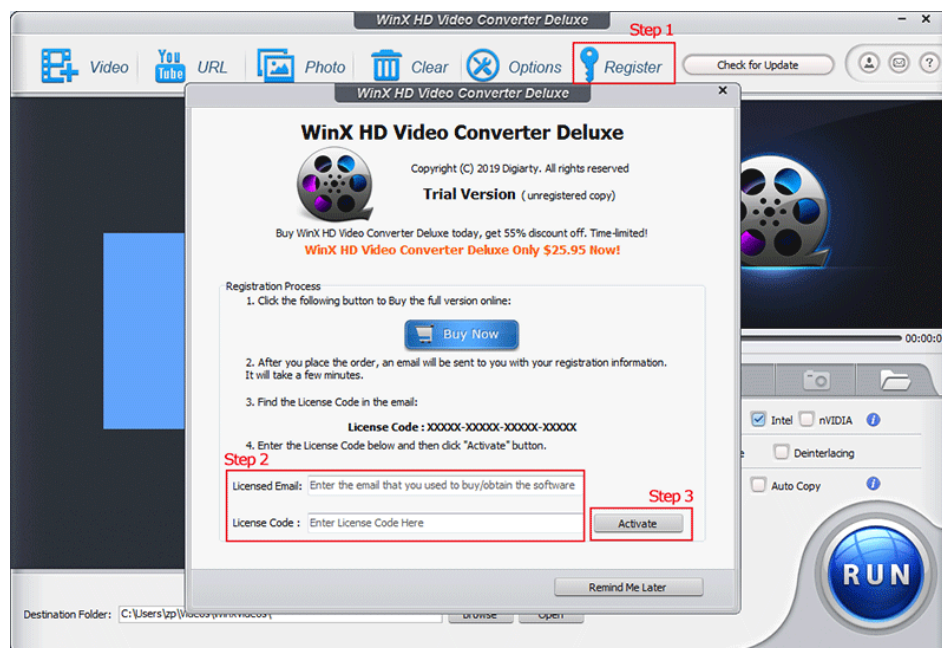 WinX HD Video Converter Deluxe
Step 1
Video
You Tube URL
Photo
Clear
Options
Register
Check for Update
WinX HD Video Converter Deluxe
WinX HD Video Converter Deluxe
Copyright (C) 2019 Digiarty. All rights reserved
Trial Version ( unregistered copy)
Buy WinX HD Video Converter Deluxe today, get 55% discount off. Time-limited!
WinX HD Video Converter Deluxe Only $25.95 Now!
Registration Process
1. Click the following button to Buy the full version online:
Buy Now
2. After you place the order, an email will be sent to you with your registration information.
It will take a few minutes.
3. Find the License Code in the email:
License Code : XXXXX-XXXXX-XXXXX-XXXXX
4. Enter the License Code below and then click "Activate" button.
Step 2
Licensed Email: Enter the email that you used to buy/obtain the software
License Code : Enter License Code Here
Step 3
Activate
Remind Me Later
00:00:0
Intel nVIDIA
Deinterlacing
Auto Copy
RUN
Destination Folder: C:\Users\zp\Videos\WinXVideos\
Browse Open